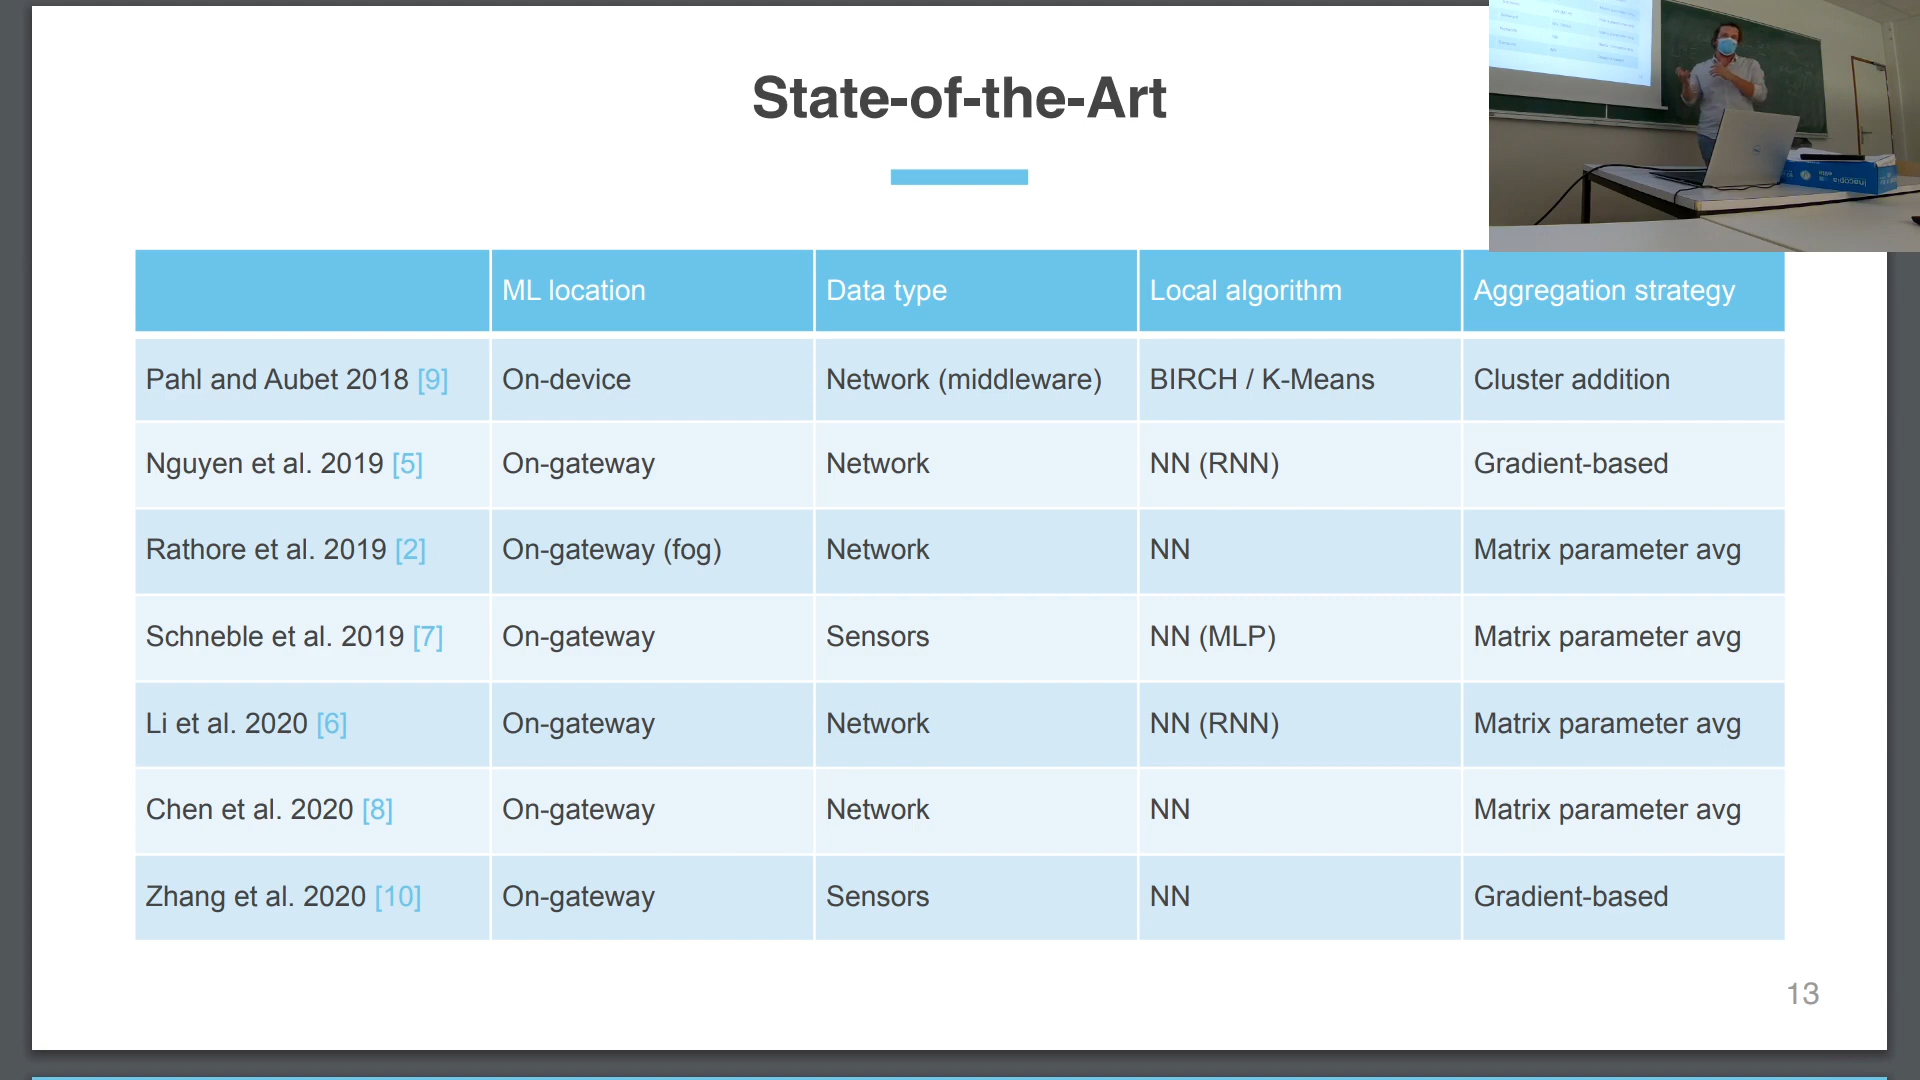 State-of-the-Art
ML location Data type Local algorithm Aggregation strategy
Pahl and Aubet 2018 [9] On-device Network (middleware) BIRCH / K-Means Cluster addition
Nguyen et al. 2019 [5] On-gateway Network NN (RNN) Gradient-based
Rathore et al. 2019 [2] On-gateway (fog) Network NN Matrix parameter avg
Schneble et al. 2019 [7] On-gateway Sensors NN (MLP) Matrix parameter avg
Li et al. 2020 [6] On-gateway Network NN (RNN) Matrix parameter avg
Chen et al. 2020 [8] On-gateway Network NN Matrix parameter avg
Zhang et al. 2020 [10] On-gateway Sensors NN Gradient-based
13